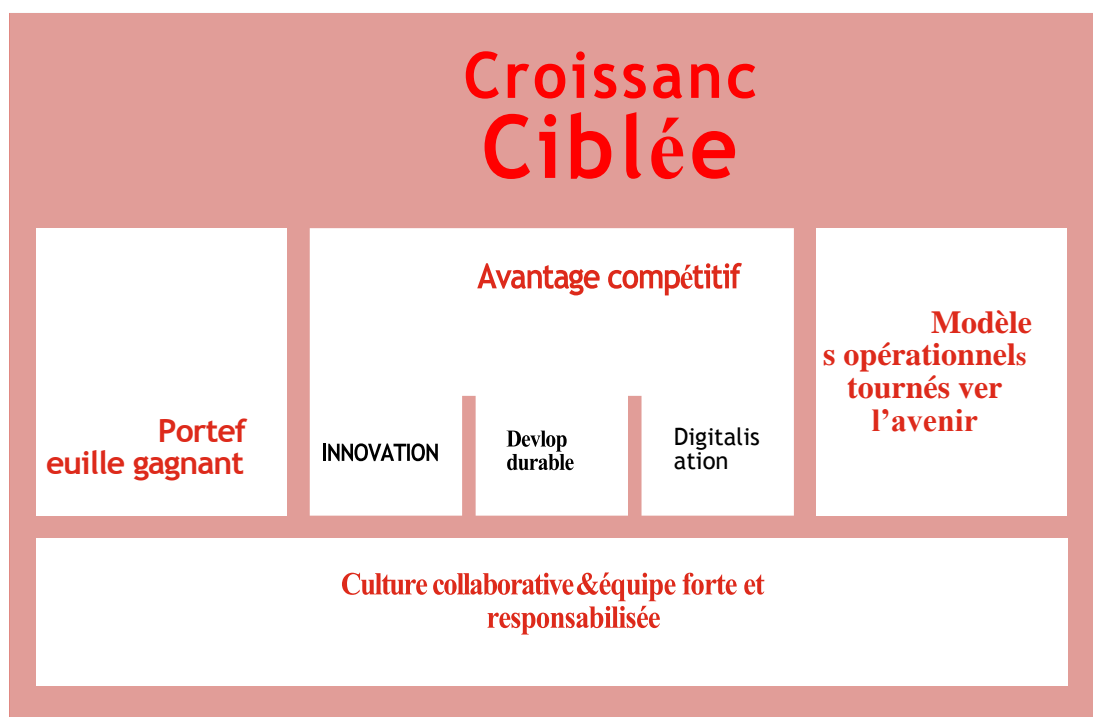 Croissanc
Ciblée
Portef
euille gagnant
Avantage compétitif
INNOVATION
Devlop
durable
Digitalis
ation
Modèle
s opérationnels
tournés ver
l’avenir
Culture collaborative&équipe forte et
responsabilisée